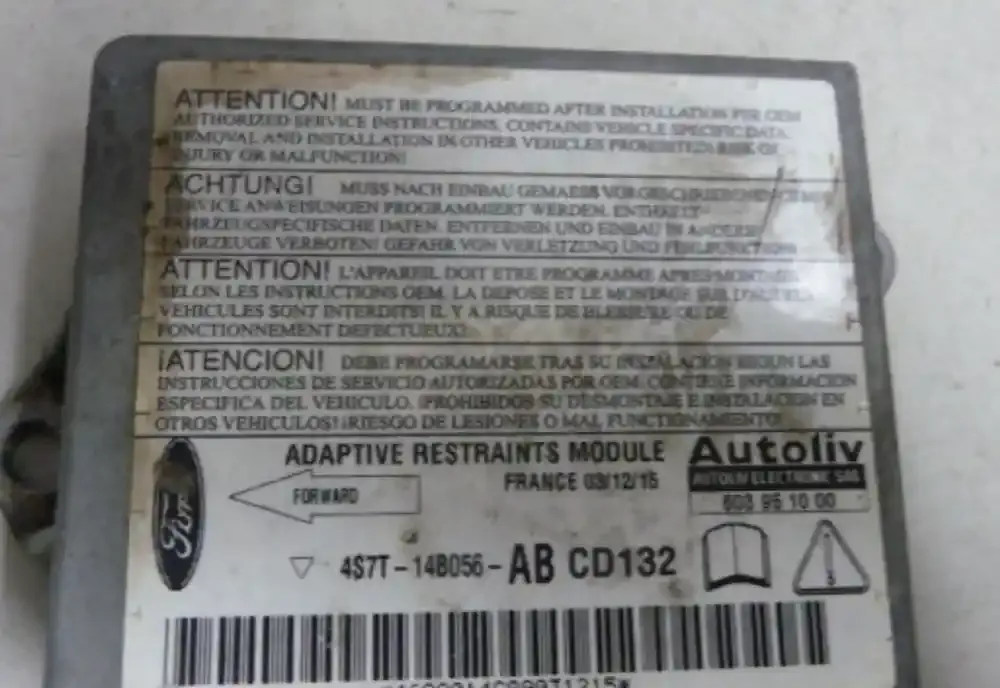 ATTENTION! MUST BE PROGRAMMED AFTER INSTALLATION PER OEM
AUTHORIZED SERVICE INSTRUCTIONS. CONTAINS VEHICLE SPECIFIC DATA.
REMOVAL AND INSTALLATION IN OTHER VEHICLES PROHIBITED! RISK OF
INJURY OR MALFUNCTION!
ACHTUNG! MUSS NACH EINBAU GEMAESS VORGESCHRIEBENEN OEM
SERVICE ANWEISUNGEN PROGRAMMIERT WERDEN. ENTHAELT
FAHRZEUGSPEZIFISCHE DATEN. ENTFERNEN UND EINBAU IN ANDERE
FAHRZEUGE VERBOTEN! GEFAHR VON VERLETZUNG UND FEHLFUNKTION!
ATTENTION! L'APPAREIL DOIT ETRE PROGRAMME APRES MONTAGE
SELON LES INSTRUCTIONS OEM. LA DEPOSE ET LE MONTAGE SUR D'AUTRES
VEHICULES SONT INTERDITS! IL Y A RISQUE DE BLESSURE OU DE
FONCTIONNEMENT DEFECTUEUX!
¡ATENCION! DEBE PROGRAMARSE TRAS SU INSTALACION SEGUN LAS
INSTRUCCIONES DE SERVICIO AUTORIZADAS POR OEM. CONTIENE INFORMACION
ESPECIFICA DEL VEHICULO. ¡PROHIBIDOS SU DESMONTAJE E INSTALACION EN
OTROS VEHICULOS! ¡RIESGO DE LESIONES O MAL FUNCTIONAMIENTO!
Ford
ADAPTIVE RESTRAINTS MODULE
FRANCE 03/12/15
FORWARD
Autoliv
AUTOLIV ELECTRONIC SAS
603 95 10 00
4S7T-14B056-AB CD132